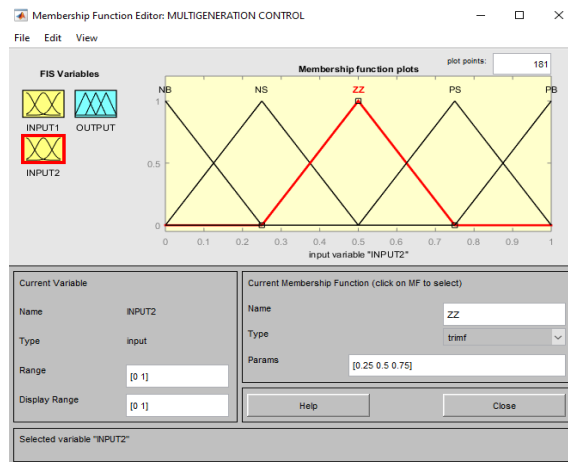 Membership Function Editor: MULTIGENERATION CONTROL
File Edit View
FIS Variables
INPUT1 OUTPUT
INPUT2
Membership function plots
plot points:
181
NB NS ZZ PS PB
1
0.5
0
0 0.1 0.2 0.3 0.4 0.5 0.6 0.7 0.8 0.9 1
input variable "INPUT2"
Current Variable
Name INPUT2
Type input
Range [0 1]
Display Range [0 1]
Current Membership Function (click on MF to select)
Name ZZ
Type trimf
Params [0.25 0.5 0.75]
Help Close
Selected variable "INPUT2"